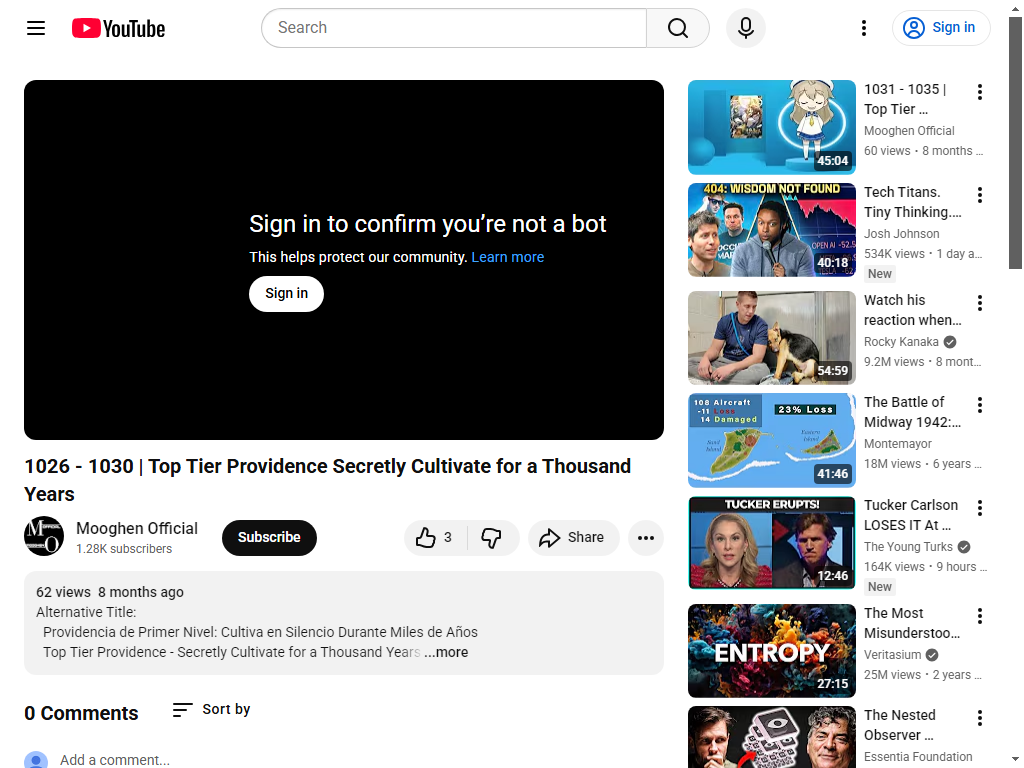 YouTube
Search
Sign in
Sign in to confirm you're not a bot
This helps protect our community. Learn more
Sign in
1026 - 1030 | Top Tier Providence Secretly Cultivate for a Thousand
Years
Mooghen Official
1.28K subscribers
Subscribe
3
Share
62 views 8 months ago
Alternative Title:
Providencia de Primer Nivel: Cultiva en Silencio Durante Miles de Años
Top Tier Providence - Secretly Cultivate for a Thousand Years ...more
0 Comments
Sort by
Add a comment...
45:04
1031 - 1035 |
Top Tier ...
Mooghen Official
60 views • 8 months ...
404: WISDOM NOT FOUND
40:18
Tech Titans.
Tiny Thinking....
Josh Johnson
534K views • 1 day a...
New
54:59
Watch his
reaction when...
Rocky Kanaka
9.2M views • 8 mont...
108 Aircraft
-11 Loss
14 Damaged
23% Loss
Sand
Island
Eastern
Island
41:46
The Battle of
Midway 1942:...
Montemayor
18M views • 6 years ...
TUCKER ERUPTS!
12:46
Tucker Carlson
LOSES IT At ...
The Young Turks
164K views • 9 hours ...
New
ENTROPY
27:15
The Most
Misunderstoo...
Veritasium
25M views • 2 years ...
The Nested
Observer ...
Essentia Foundation